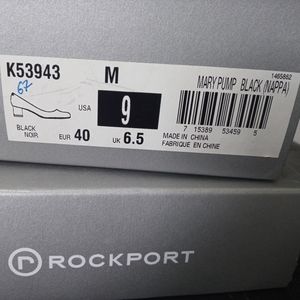 1465862
K53943 M MARY PUMP BLACK (NAPPA)
67
USA 9
BLACK
NOIR EUR 40 UK 6.5
7 15389 53459 5
MADE IN CHINA
FABRIQUE EN CHINE
ROCKPORT